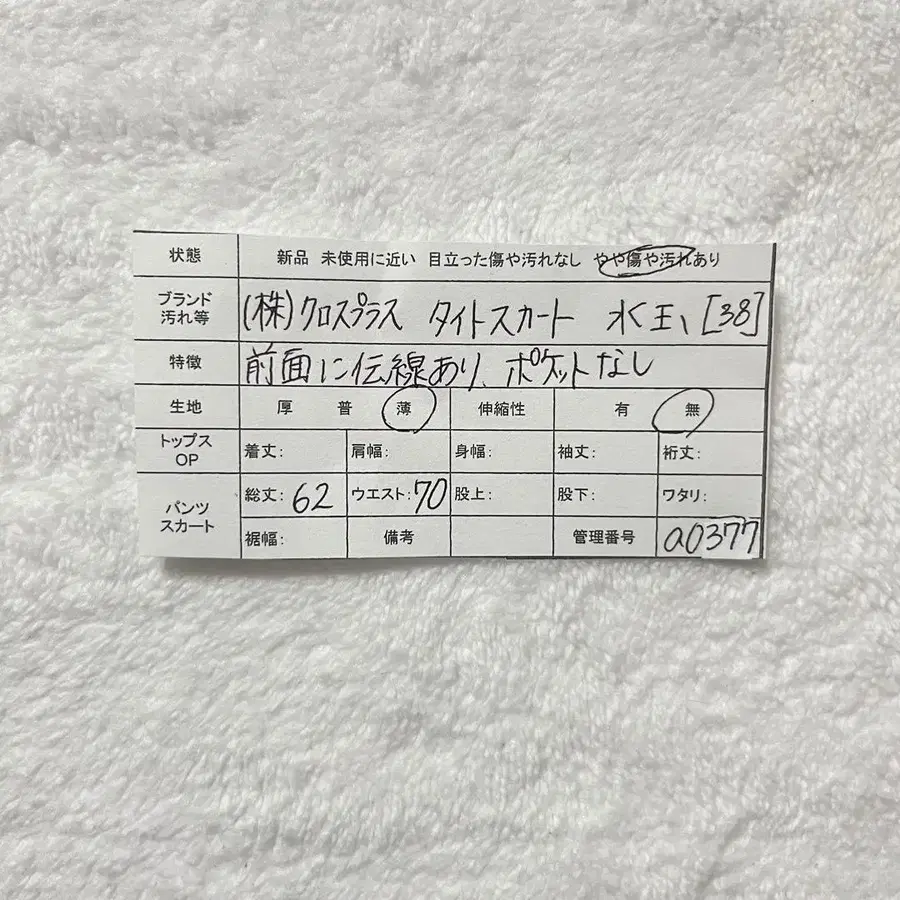 状態 新品 未使用に近い 目立った傷や汚れなし やや傷や汚れあり
ブランド 汚れ等 (株)クロスプラス タイトスカート 水玉、[38]
特徴 前面に伝線あり、ポケットなし
生地 厚 普 薄 伸縮性 有 無
トップス OP 着丈: 肩幅: 身幅: 袖丈: 裄丈:
パンツ スカート 総丈: 62 ウエスト: 70 股上: 股下: ワタリ:
裾幅: 備考 管理番号 a0377